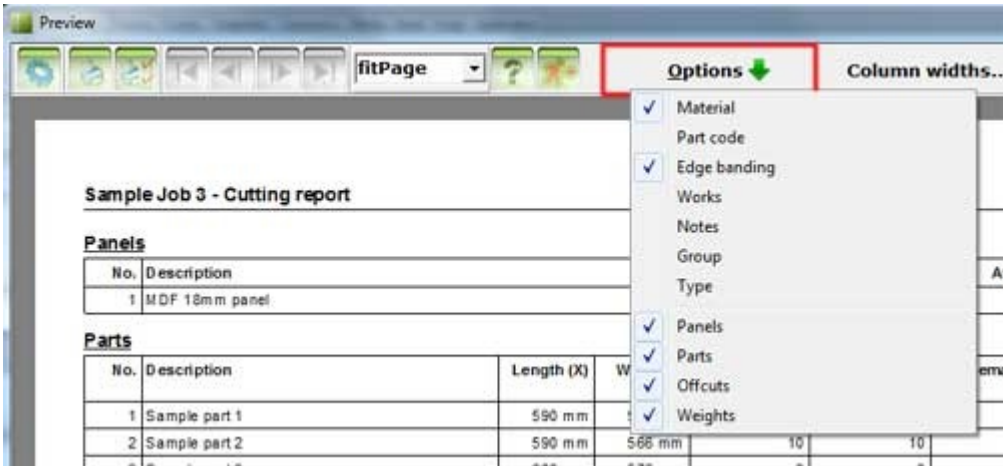 Preview
fitPage
?
Options
Column widths...
Material
Part code
Edge banding
Works
Notes
Group
Type
Panels
Parts
Offcuts
Weights
Sample Job 3 - Cutting report
Panels
No. Description
1 MDF 18mm panel
Parts
No. Description Length (X)
1 Sample part 1 590 mm
2 Sample part 2 590 mm 566 mm 10 10